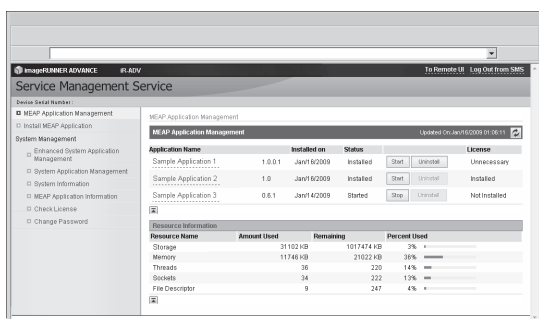 imageRUNNER ADVANCE iR-ADV To Remote UI Log Out from SMS
Service Management Service
Device Serial Number :
MEAP Application Management
Install MEAP Application
System Management
Enhanced System Application Management
System Application Management
System Information
MEAP Application Information
Check License
Change Password
MEAP Application Management
MEAP Application Management Updated On:Jan/16/2009 01:06:11
Application Name Installed on Status License
Sample Application 1 1.0.0.1 Jan/16/2009 Installed Start Uninstall Unnecessary
Sample Application 2 1.0 Jan/16/2009 Installed Start Uninstall Installed
Sample Application 3 0.6.1 Jan/14/2009 Started Stop Uninstall Not Installed
Resource Information
Resource Name Amount Used Remaining Percent Used
Storage 31102 KB 1017474 KB 3%
Memory 11746 KB 21022 KB 36%
Threads 36 220 14%
Sockets 34 222 13%
File Descriptor 9 247 4%